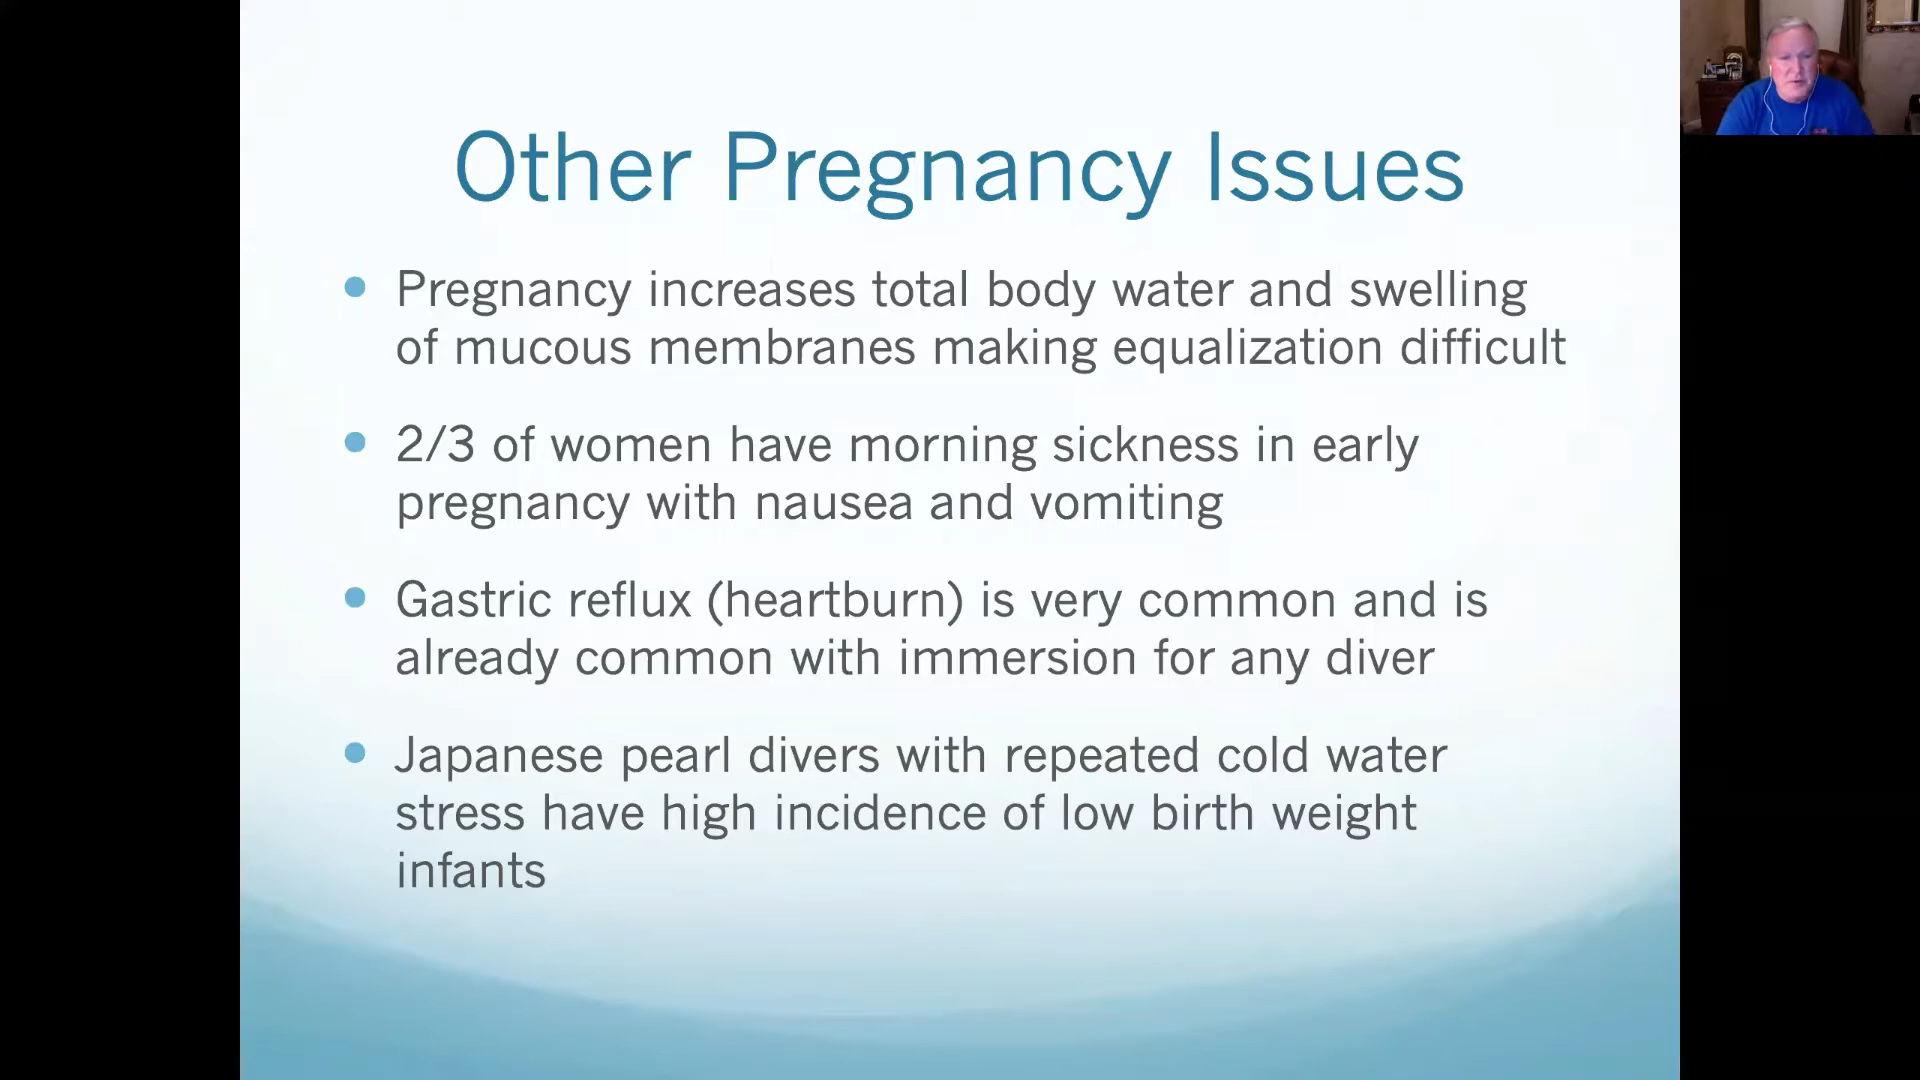 Other Pregnancy Issues
Pregnancy increases total body water and swelling
of mucous membranes making equalization difficult
2/3 of women have morning sickness in early
pregnancy with nausea and vomiting
Gastric reflux (heartburn) is very common and is
already common with immersion for any diver
Japanese pearl divers with repeated cold water
stress have high incidence of low birth weight
infants